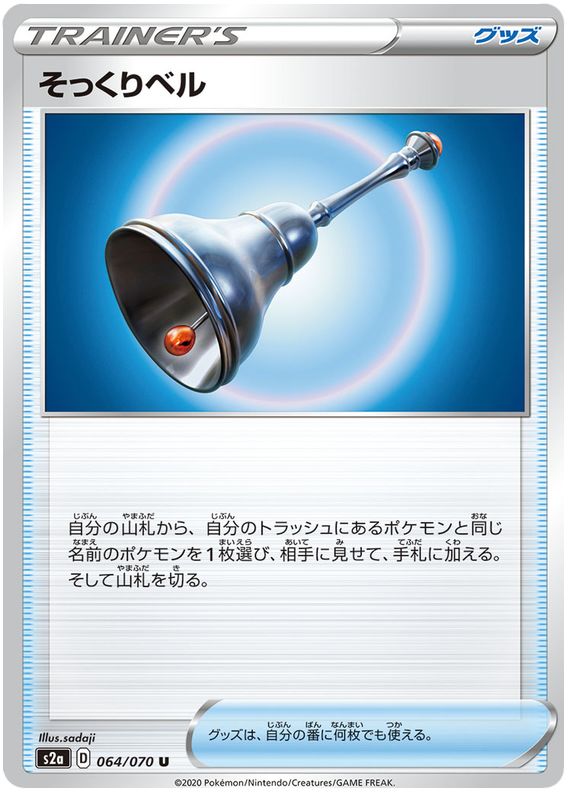 TRAINER'S グッズ
そっくりベル
自分の山札から、自分のトラッシュにあるポケモンと同じ
名前のポケモンを1枚選び、相手に見せて、手札に加える。
そして山札を切る。
Illus.sadaji
グッズは、自分の番に何枚でも使える。
s2a D 064/070 U
©2020 Pokémon/Nintendo/Creatures/GAME FREAK.